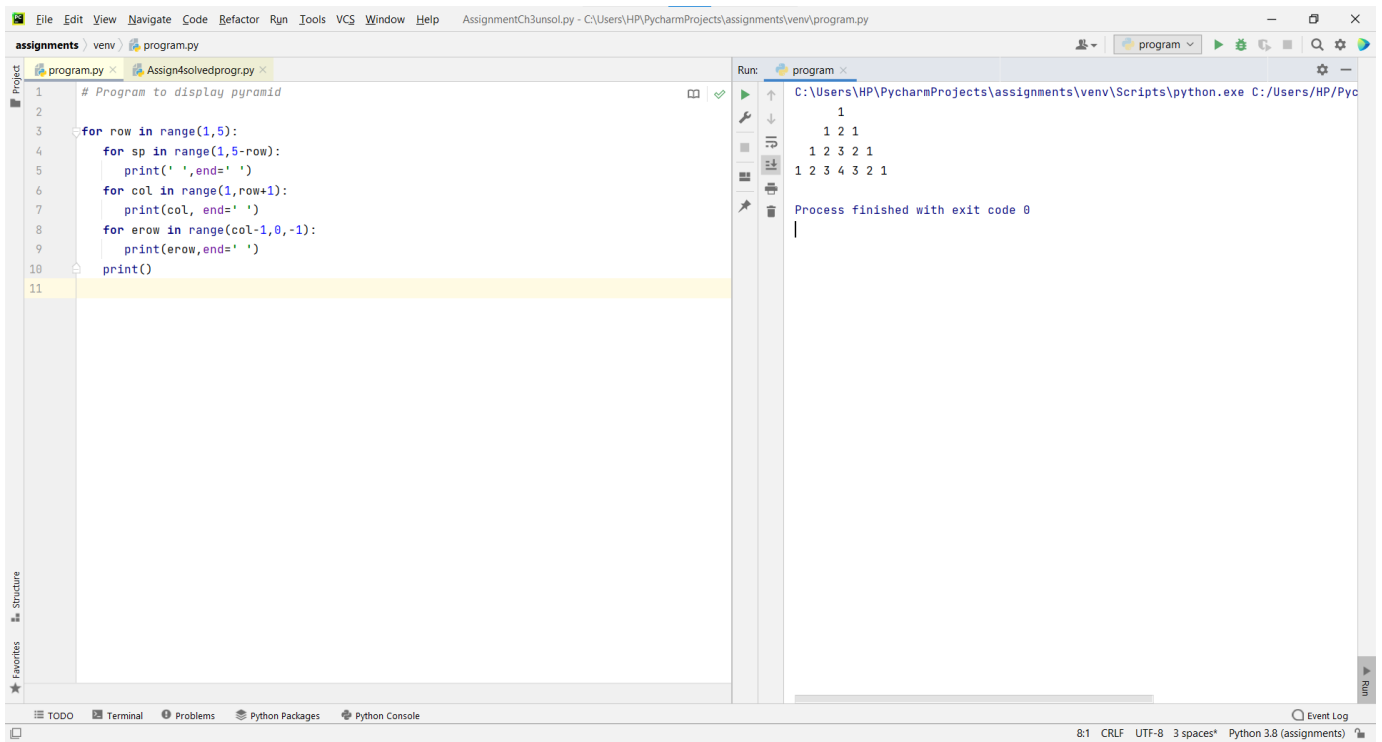 File Edit View Navigate Code Refactor Run Tools VCS Window Help AssignmentCh3unsol.py - C:\Users\HP\PycharmProjects\assignments\venv\program.py
assignments venv program.py
program
Project
program.py Assign4solvedprogr.py
1 # Program to display pyramid
2
3 for row in range(1,5):
4    for sp in range(1,5-row):
5       print(' ',end=' ')
6    for col in range(1,row+1):
7       print(col, end=' ')
8    for erow in range(col-1,0,-1):
9       print(erow,end=' ')
10    print()
11
Run: program
C:\Users\HP\PycharmProjects\assignments\venv\Scripts\python.exe C:/Users/HP/Pyc
      1
    1 2 1
  1 2 3 2 1
1 2 3 4 3 2 1
Process finished with exit code 0
Structure
Favorites
Run
TODO Terminal Problems Python Packages Python Console Event Log
8:1 CRLF UTF-8 3 spaces* Python 3.8 (assignments)